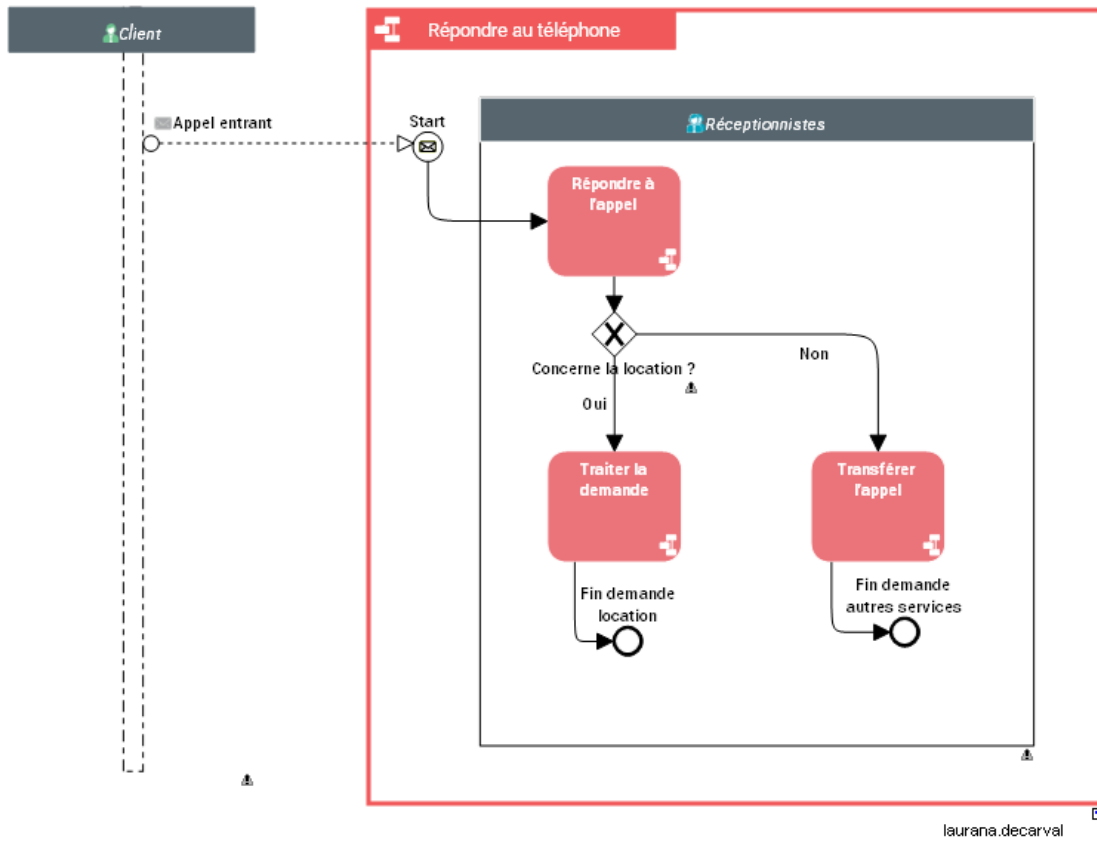 Client
Répondre au téléphone
Appel entrant
Start
Réceptionnistes
Répondre à
l'appel
Concerne la location ?
Non
Oui
Traiter la
demande
Transférer
l'appel
Fin demande
location
Fin demande
autres services
laurana.decarval